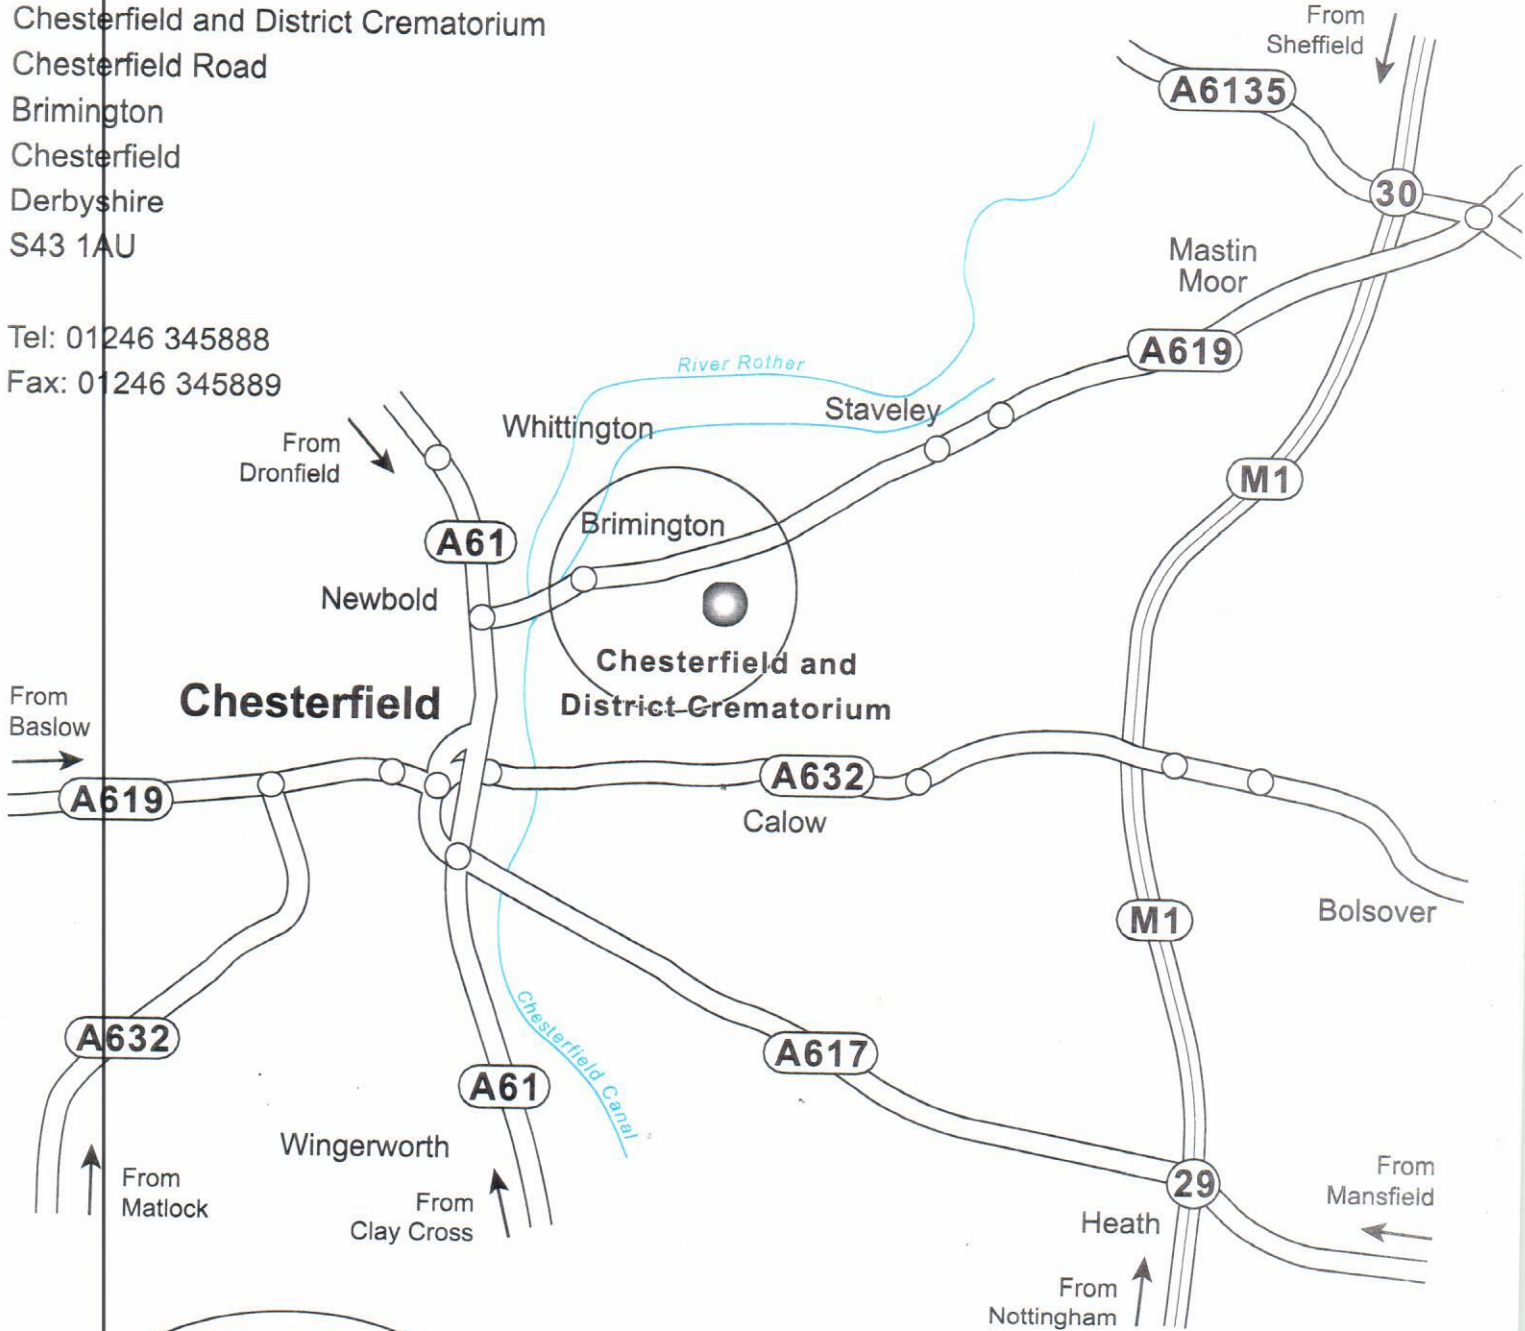 Chesterfield and District Crematorium
Chesterfield Road
Brimington
Chesterfield
Derbyshire
S43 1AU
Tel: 01246 345888
Fax: 01246 345889
From
Sheffield
A6135
30
Mastin
Moor
A619
River Rother
Staveley
Whittington
From
Dronfield
M1
Brimington
A61
Newbold
Chesterfield and
District Crematorium
From
Baslow
Chesterfield
A619
A632
Calow
Bolsover
M1
A632
Chesterfield Canal
A617
A61
Wingerworth
From
Matlock
From
Clay Cross
29
From
Mansfield
Heath
From
Nottingham